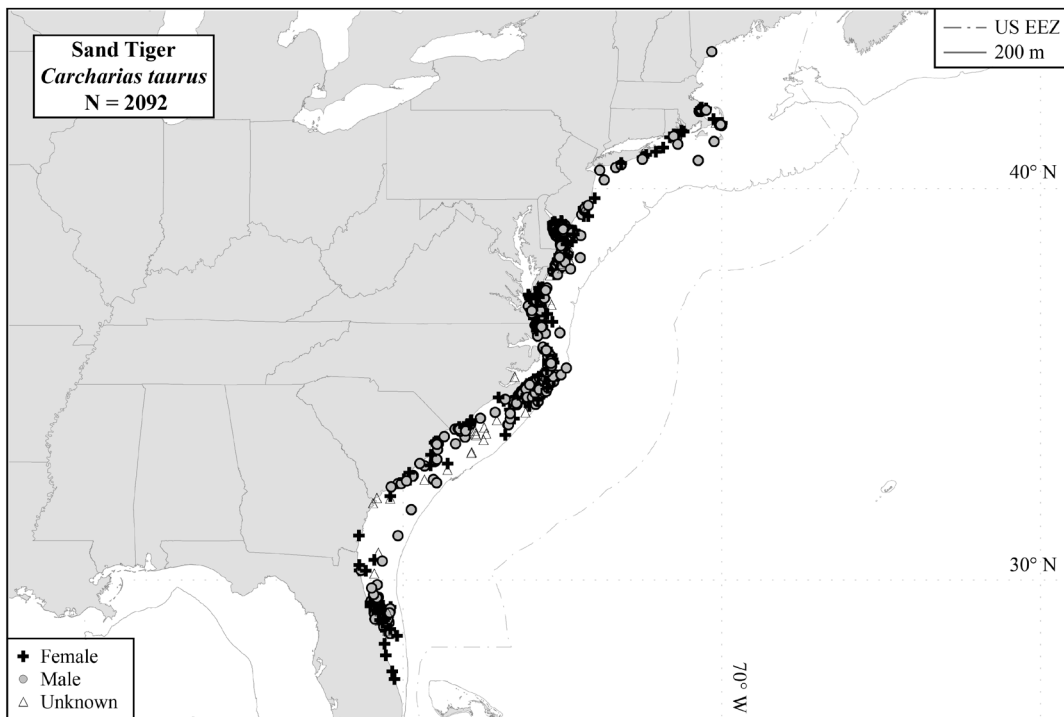 Sand Tiger
Carcharias taurus
N = 2092
US EEZ
200 m
40° N
30° N
70° W
Female
Male
Unknown